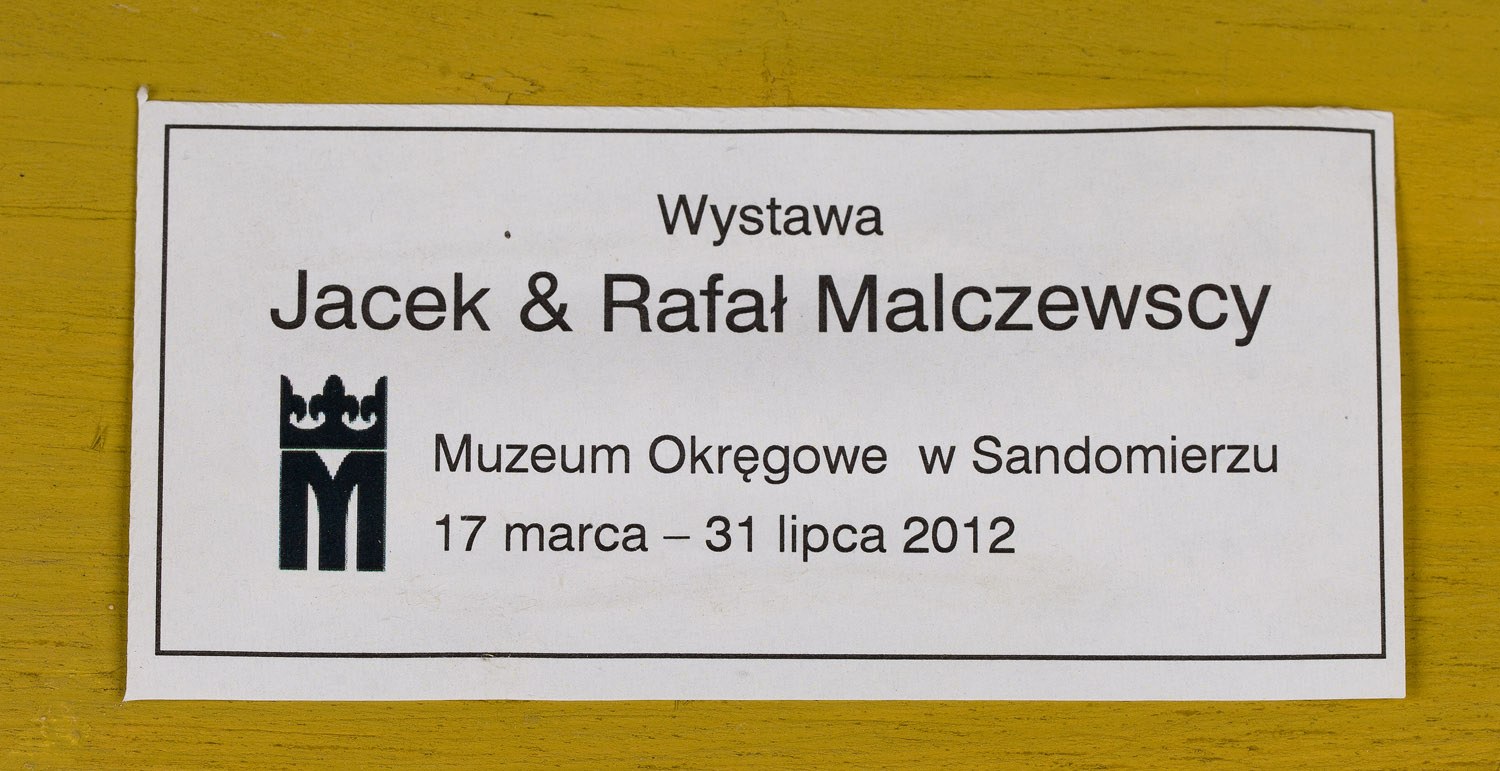 Wystawa
Jacek & Rafał Malczewscy
M
Muzeum Okręgowe w Sandomierzu
17 marca – 31 lipca 2012